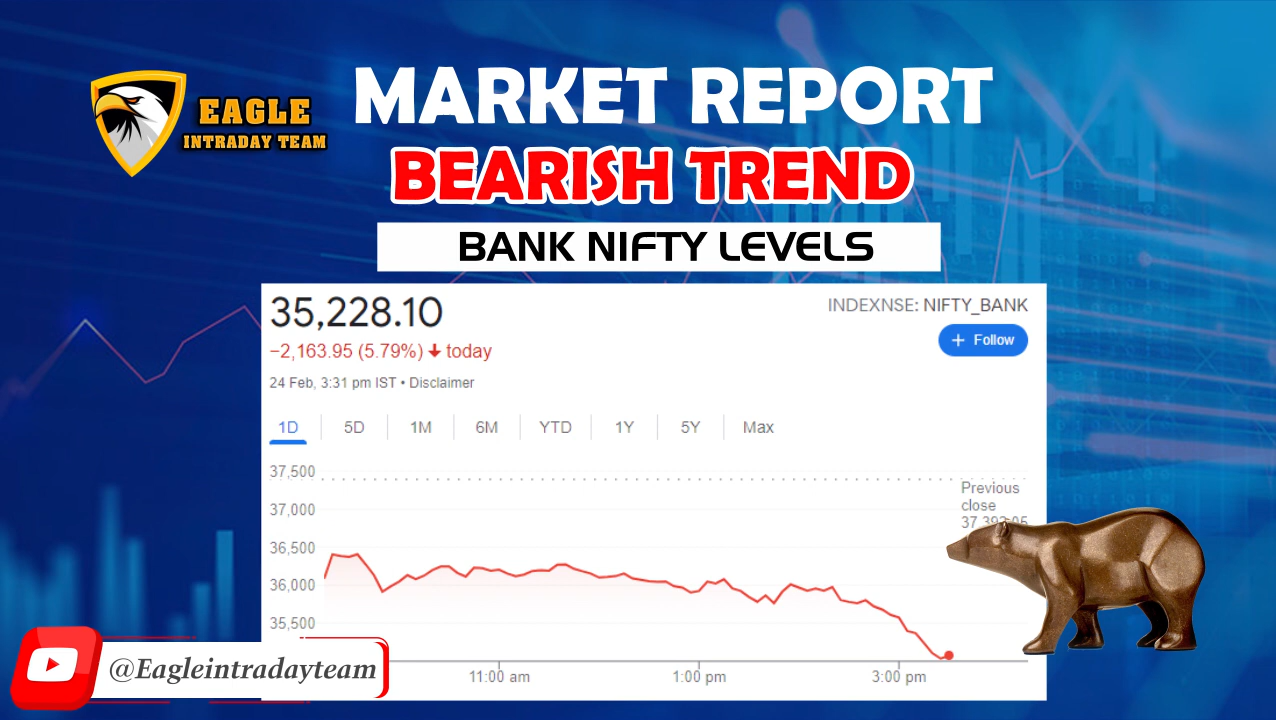 EAGLE
INTRADAY TEAM
MARKET REPORT
BEARISH TREND
BANK NIFTY LEVELS
35,228.10
INDEXNSE: NIFTY_BANK
−2,163.95 (5.79%) ↓ today
+ Follow
24 Feb, 3:31 pm IST • Disclaimer
1D 5D 1M 6M YTD 1Y 5Y Max
37,500
Previous
close
37,392.05
37,000
36,500
36,000
35,500
11:00 am 1:00 pm 3:00 pm
@Eagleintradayteam